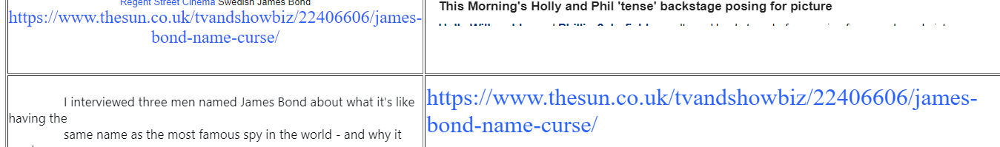 Regent Street Cinema Swedish James Bond
https://www.thesun.co.uk/tvandshowbiz/22406606/james-
bond-name-curse/
This Morning's Holly and Phil 'tense' backstage posing for picture
I interviewed three men named James Bond about what it's like
having the
same name as the most famous spy in the world - and why it
https://www.thesun.co.uk/tvandshowbiz/22406606/james-
bond-name-curse/